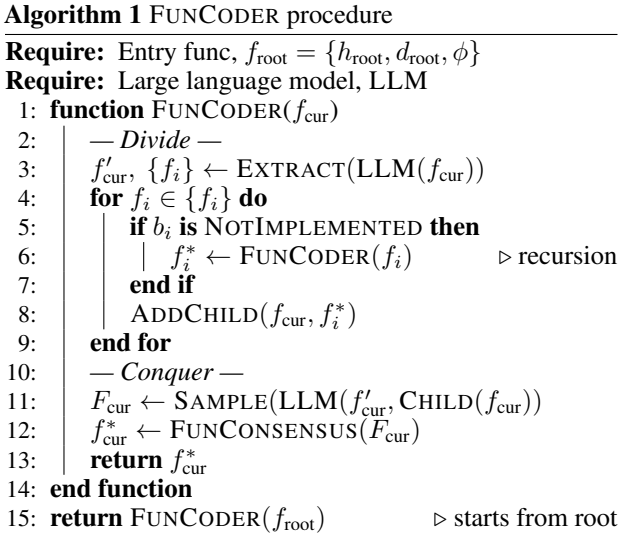 Algorithm 1 FUNCODER procedure
Require: Entry func, f_root = {h_root, d_root, ϕ}
Require: Large language model, LLM
1: function FUNCODER(f_cur)
2: — Divide —
3: f′_cur, {f_i} ← EXTRACT(LLM(f_cur))
4: for f_i ∈ {f_i} do
5: if b_i is NOTIMPLEMENTED then
6: f*_i ← FUNCODER(f_i) ▷ recursion
7: end if
8: ADDCHILD(f_cur, f*_i)
9: end for
10: — Conquer —
11: F_cur ← SAMPLE(LLM(f′_cur, CHILD(f_cur))
12: f*_cur ← FUNCONSENSUS(F_cur)
13: return f*_cur
14: end function
15: return FUNCODER(f_root) ▷ starts from root